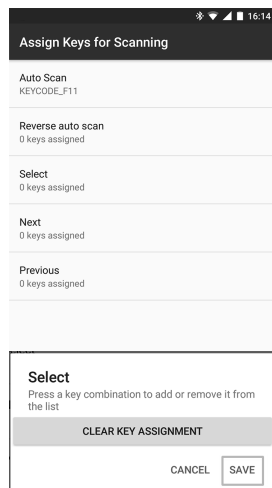 16:14
Assign Keys for Scanning
Auto Scan
KEYCODE_F11
Reverse auto scan
0 keys assigned
Select
0 keys assigned
Next
0 keys assigned
Previous
0 keys assigned
Select
Press a key combination to add or remove it from
the list
CLEAR KEY ASSIGNMENT
CANCEL SAVE